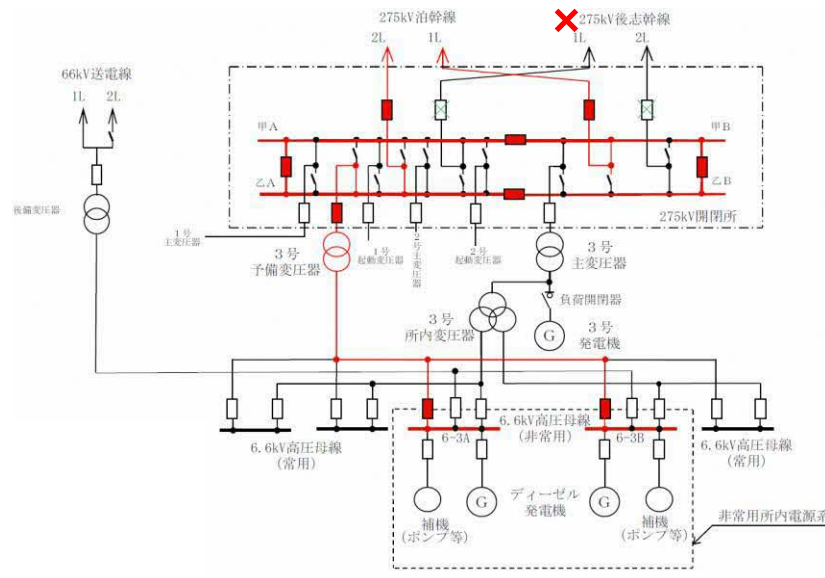 275kV泊幹線
275kV後志幹線
2L
1L
1L
2L
66kV送電線
1L
2L
甲A
甲B
乙A
乙B
後備変圧器
275kV開閉所
1号
主変圧器
3号
予備変圧器
1号
起動変圧器
2号主変圧器
2号
起動変圧器
3号
主変圧器
負荷開閉器
3号
所内変圧器
G
3号
発電機
6.6kV高圧母線
(常用)
6-3A
6.6kV高圧母線
(非常用)
6-3B
6.6kV高圧母線
(常用)
G
ディーゼル
発電機
G
補機
(ポンプ等)
補機
(ポンプ等)
非常用所内電源系